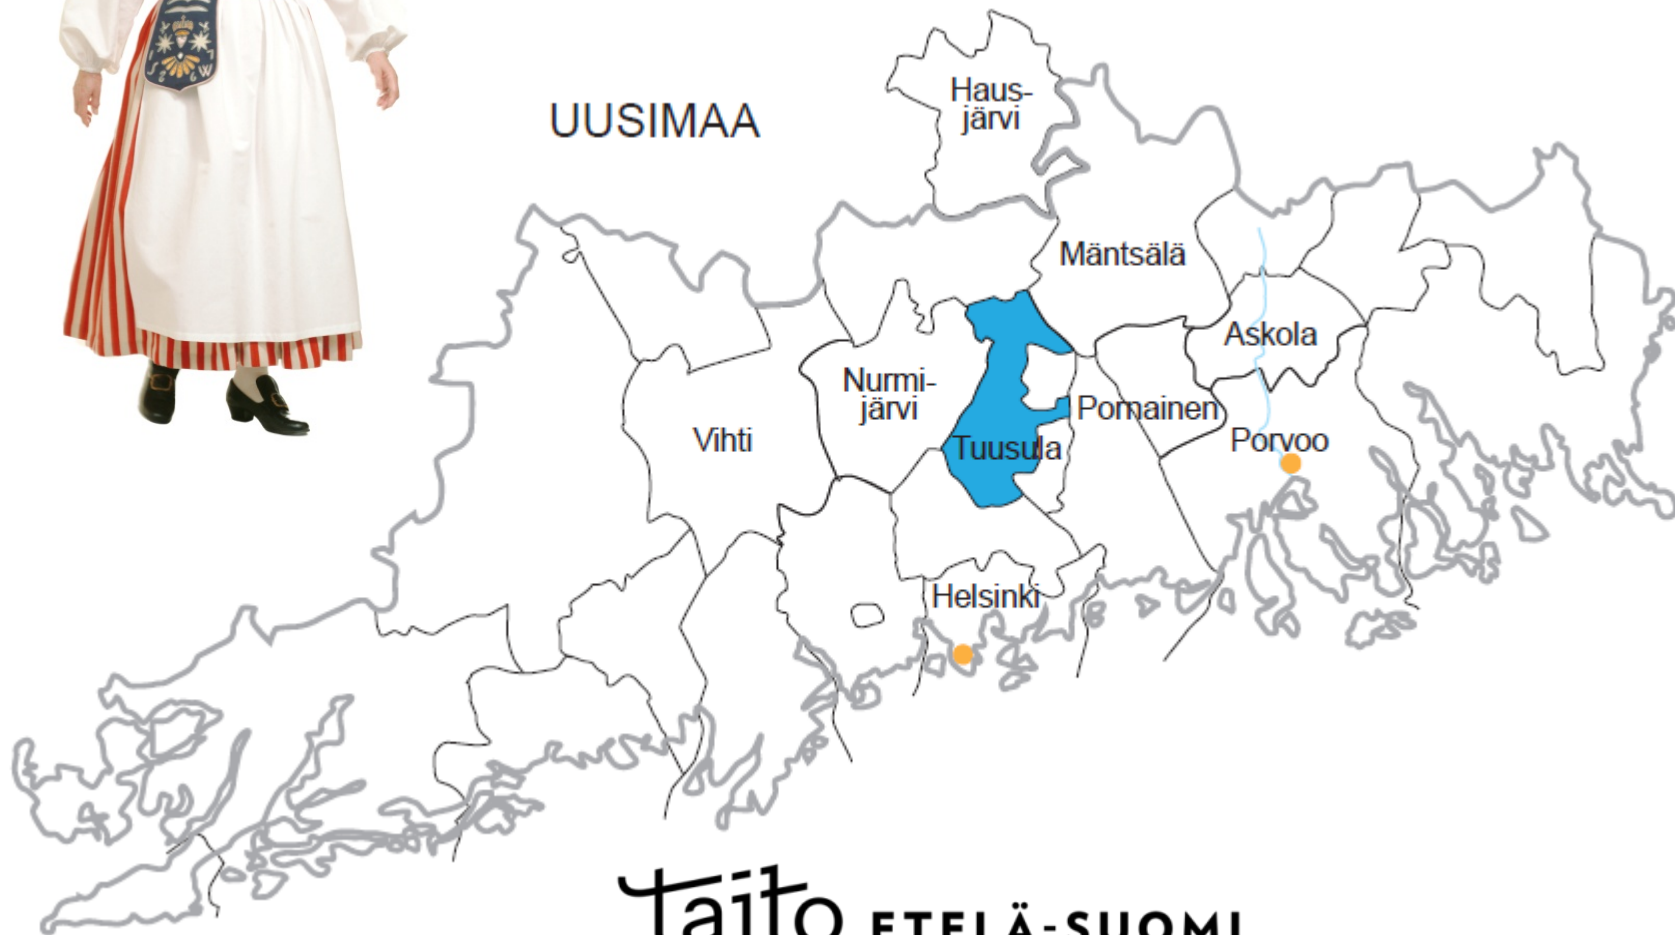 UUSIMAA
Haus-
järvi
Mäntsälä
Askola
Nurmi-
järvi
Pornainen
Vihti
Tuusula
Porvoo
Helsinki
taito ETELÄ-SUOMI